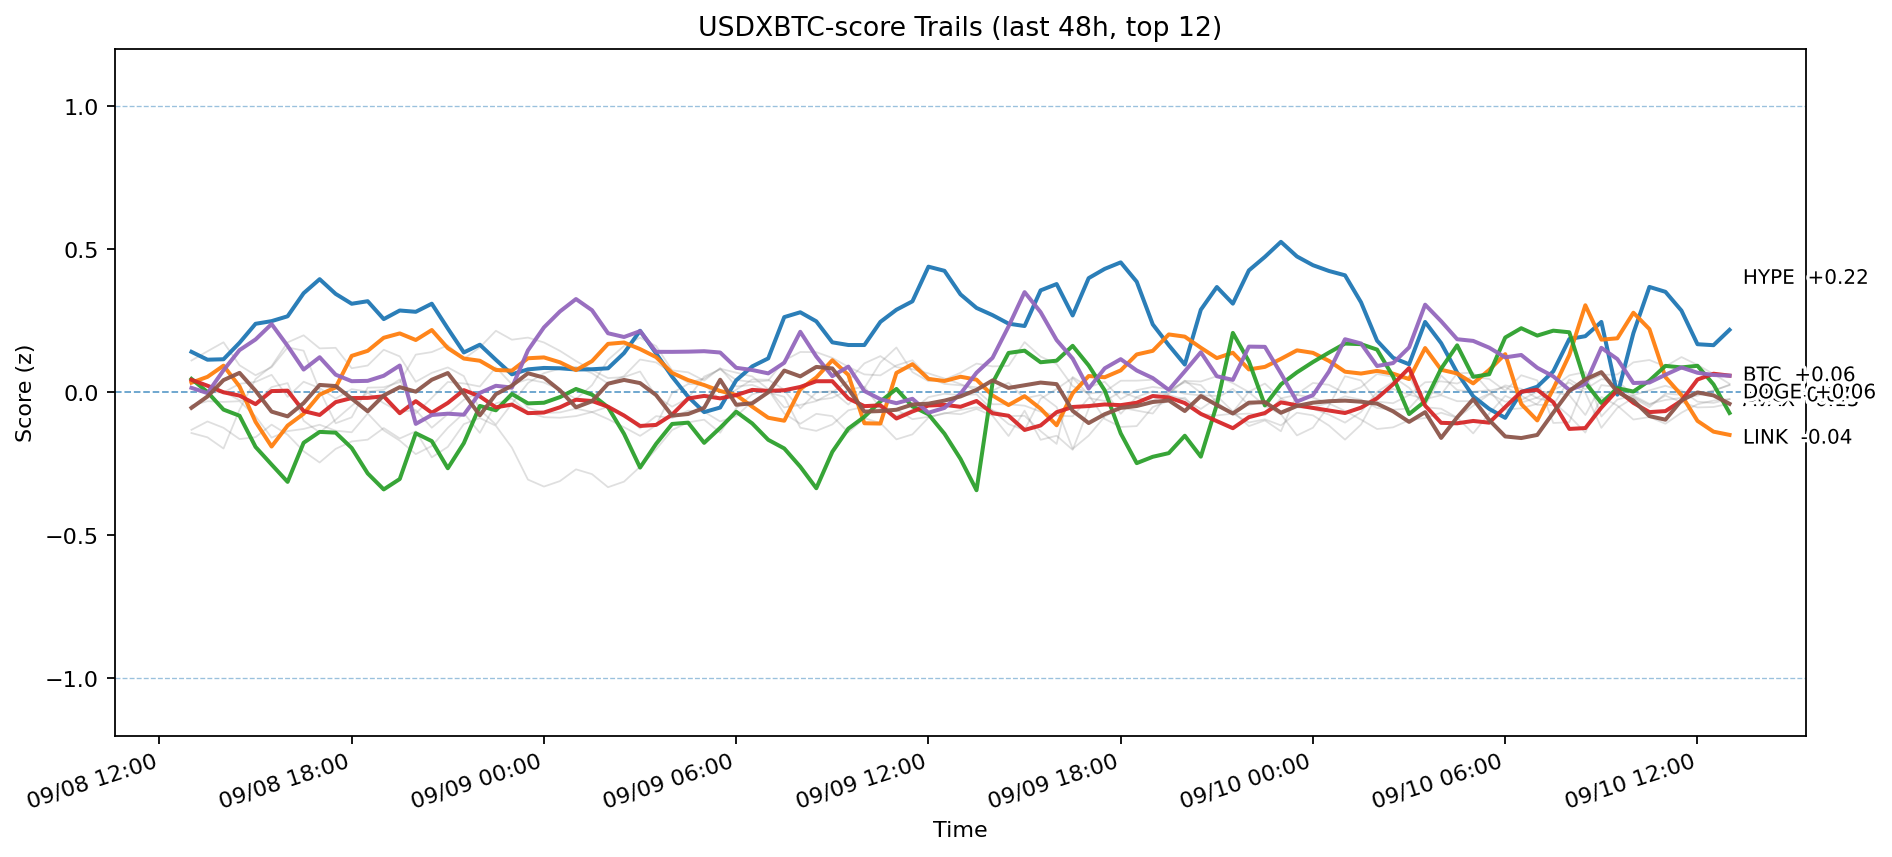 USDXBTC-score Trails (last 48h, top 12)
Score (z)
1.0
0.5
0.0
−0.5
−1.0
HYPE +0.22
BTC +0.06
DOGE +0.06
LINK -0.04
09/08 12:00
09/08 18:00
09/09 00:00
09/09 06:00
09/09 12:00
09/09 18:00
09/10 00:00
09/10 06:00
09/10 12:00
Time